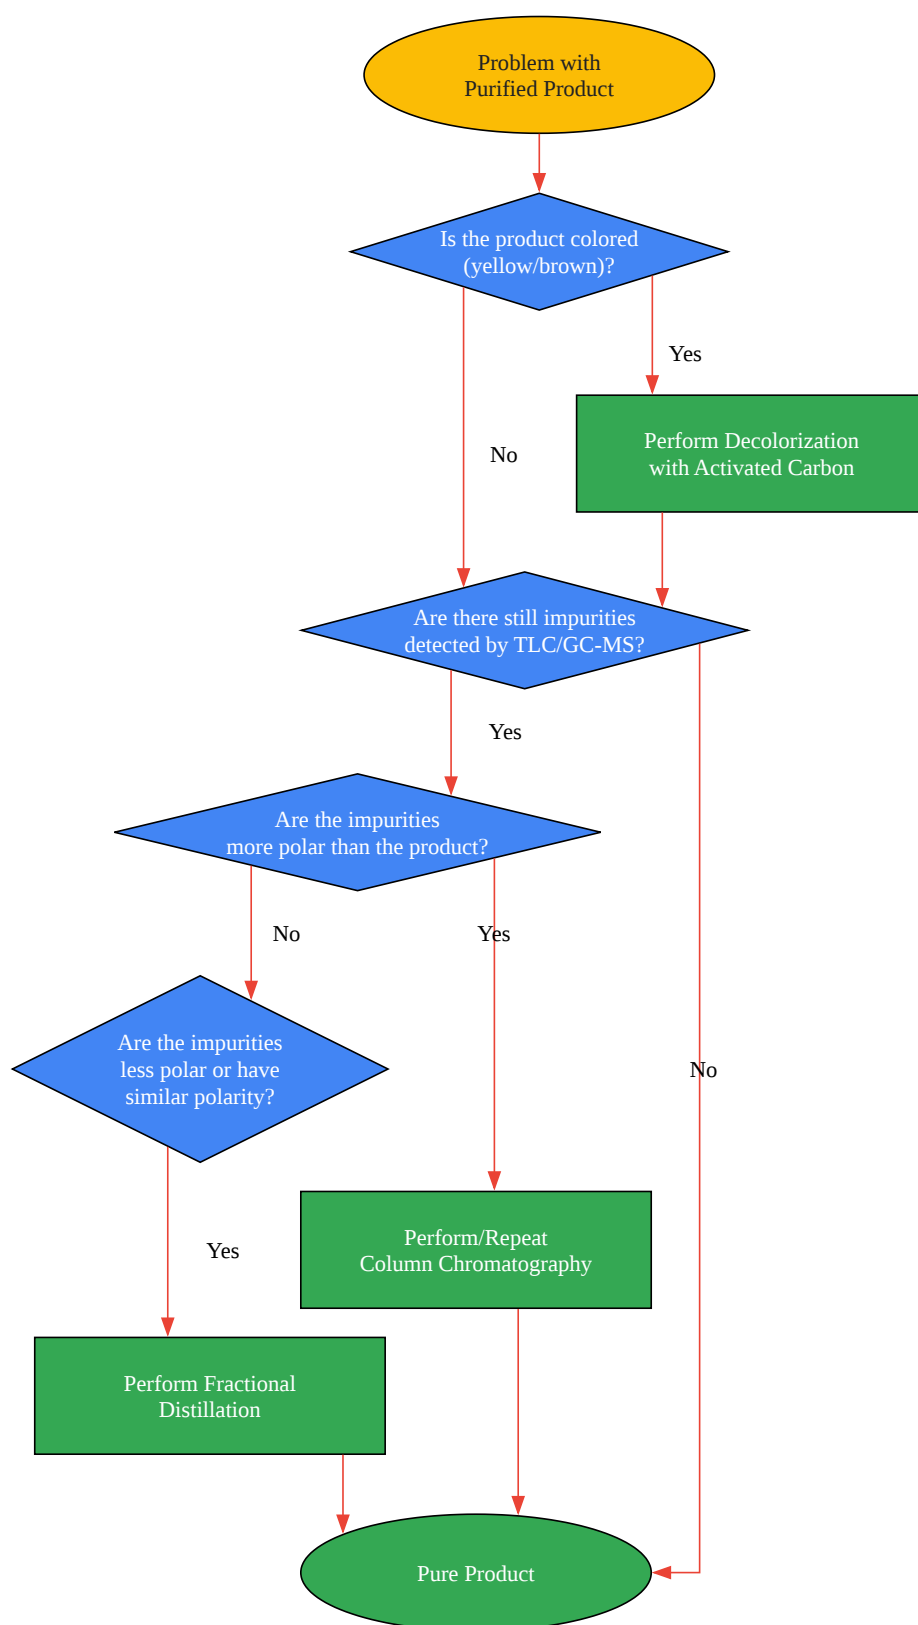 Problem with
Purified Product
Is the product colored
(yellow/brown)?
Yes
Perform Decolorization
with Activated Carbon
No
Are there still impurities
detected by TLC/GC-MS?
Yes
Are the impurities
more polar than the product?
No
Yes
Are the impurities
less polar or have
similar polarity?
No
Perform/Repeat
Column Chromatography
Yes
Perform Fractional
Distillation
Pure Product